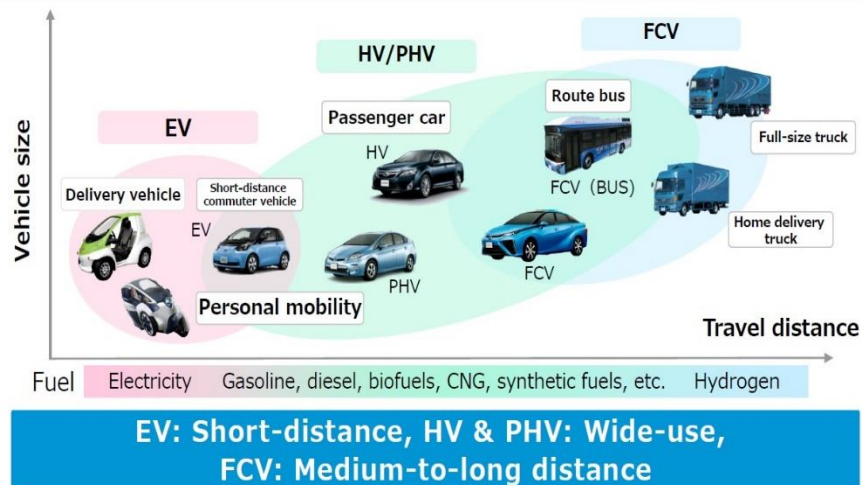 FCV
HV/PHV
EV
Vehicle size
Route bus
Passenger car
HV
Full-size truck
Delivery vehicle
Short-distance
commuter vehicle
EV
FCV (BUS)
Home delivery
truck
PHV
FCV
Personal mobility
Travel distance
Fuel
Electricity
Gasoline, diesel, biofuels, CNG, synthetic fuels, etc.
Hydrogen
EV: Short-distance, HV & PHV: Wide-use,
FCV: Medium-to-long distance